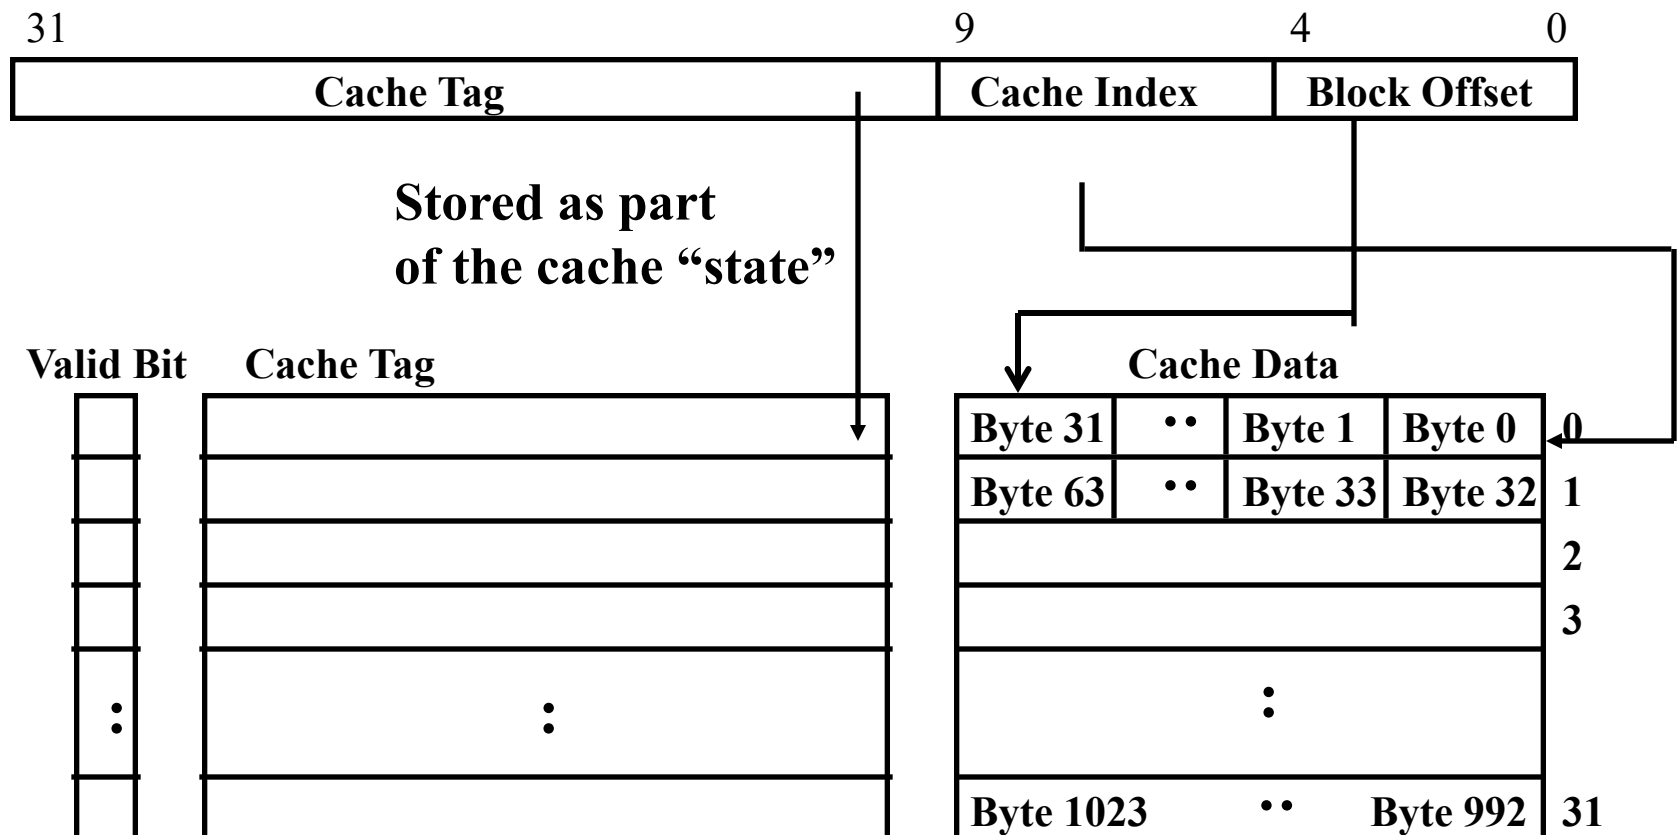 31 9 4 0
Cache Tag Cache Index Block Offset
Stored as part
of the cache “state”
Valid Bit Cache Tag Cache Data
Byte 31 ·· Byte 1 Byte 0 0
Byte 63 ·· Byte 33 Byte 32 1
2
3
: : :
Byte 1023 ·· Byte 992 31